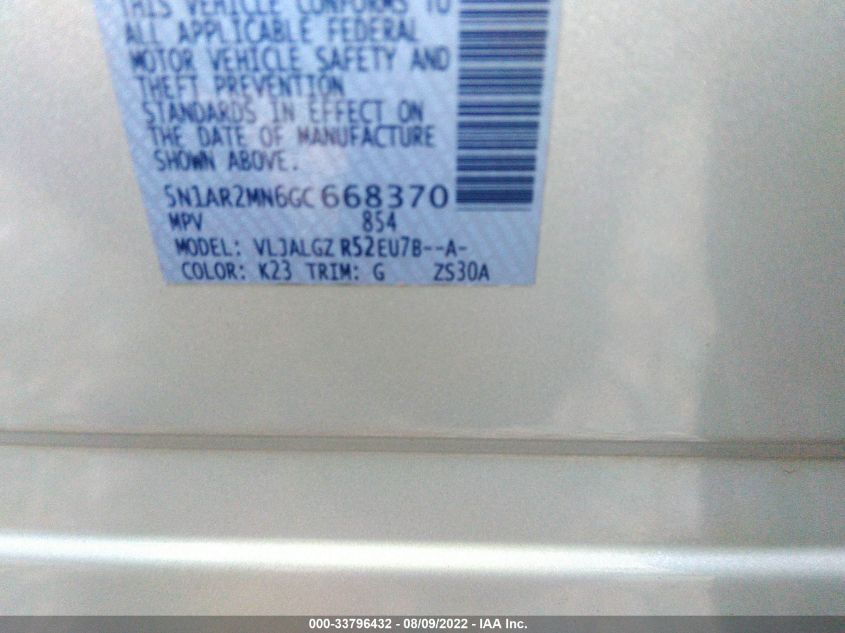 THIS VEHICLE CONFORMS TO
ALL APPLICABLE FEDERAL
MOTOR VEHICLE SAFETY AND
THEFT PREVENTION
STANDARDS IN EFFECT ON
THE DATE OF MANUFACTURE
SHOWN ABOVE.
5N1AR2MN6GC668370
MPV 854
MODEL: VLJALGZ R52EU7B--A-
COLOR: K23 TRIM: G ZS30A
000-33796432 - 08/09/2022 - IAA Inc.